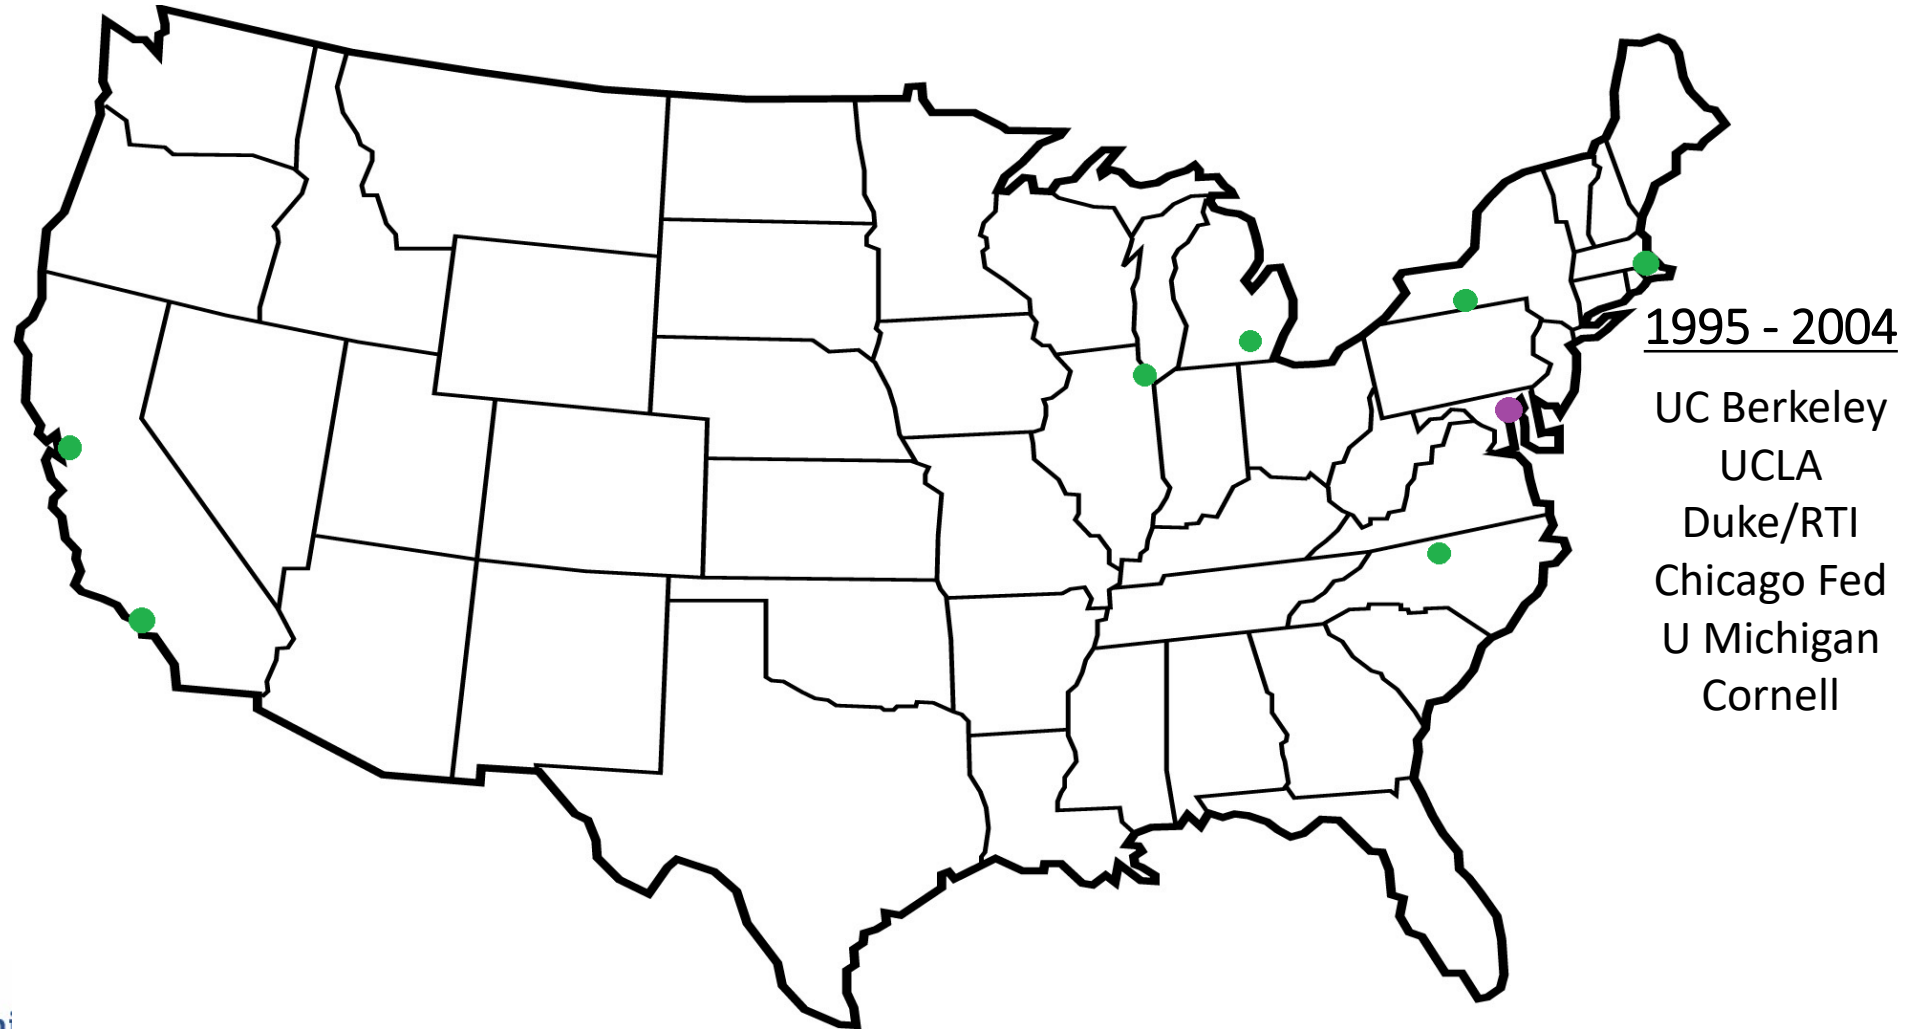 1995 - 2004
UC Berkeley
UCLA
Duke/RTI
Chicago Fed
U Michigan
Cornell